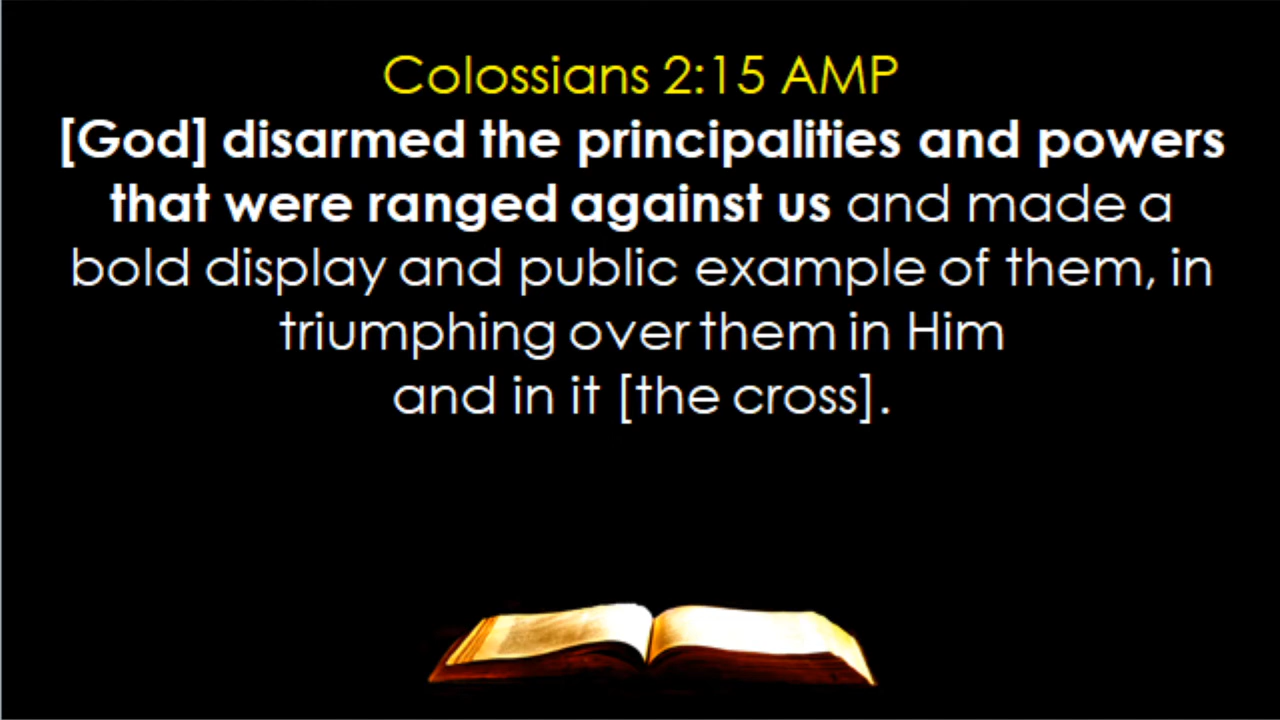 Colossians 2:15 AMP
[God] disarmed the principalities and powers
that were ranged against us and made a
bold display and public example of them, in
triumphing over them in Him
and in it [the cross].